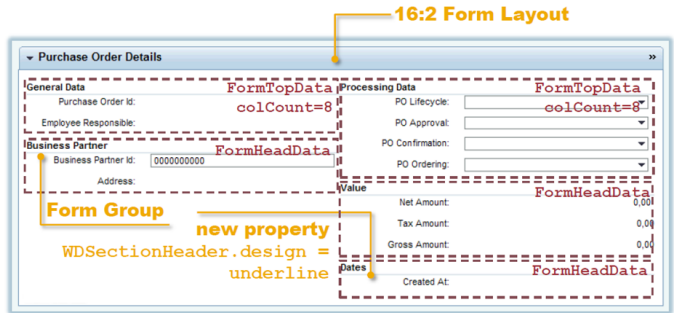 16:2 Form Layout
Purchase Order Details
»
General Data
FormTopData
Purchase Order Id:
colCount=8
Employee Responsible:
Business Partner
FormHeadData
Business Partner Id:
0000000000
Address:
Form Group
new property
WDSectionHeader.design =
underline
Processing Data
FormTopData
PO Lifecycle:
colCount=8
PO Approval:
PO Confirmation:
PO Ordering:
Value
FormHeadData
Net Amount:
0,00
Tax Amount:
0,00
Gross Amount:
0,00
Dates
FormHeadData
Created At: